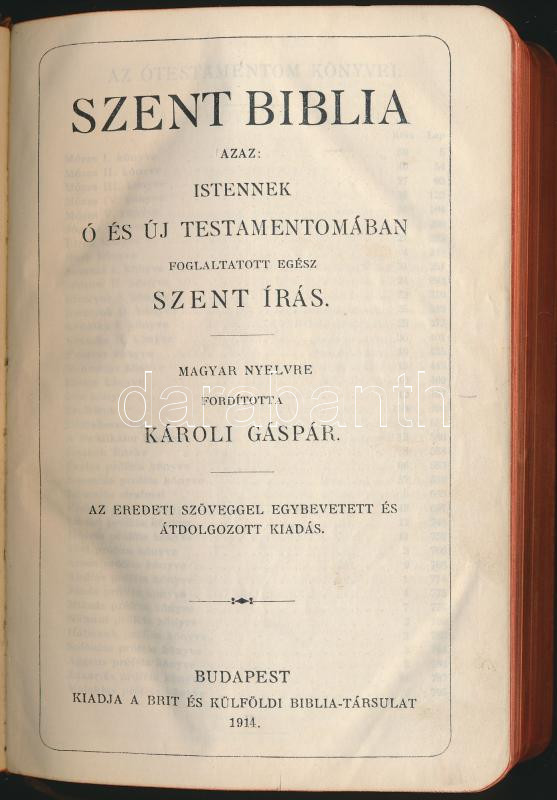 SZENT BIBLIA
AZAZ:
ISTENNEK
Ó ÉS ÚJ TESTAMENTOMÁBAN
FOGLALTATOTT EGÉSZ
SZENT ÍRÁS.
MAGYAR NYELVRE
FORDÍTOTTA
darabanth
KÁROLI GÁSPÁR.
AZ EREDETI SZÖVEGGEL EGYBEVETETT ÉS
ÁTDOLGOZOTT KIADÁS.
BUDAPEST
KIADJA A BRIT ÉS KÜLFÖLDI BIBLIA-TÁRSULAT
1914.